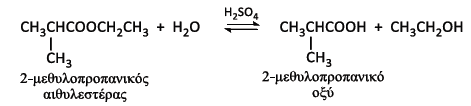 H₂SO₄
CH₃CHCOOCH₂CH₃ + H₂O ⇌ CH₃CHCOOH + CH₃CH₂OH
CH₃ CH₃
2-μεθυλοπροπανικός 2-μεθυλοπροπανικό
αιθυλεστέρας οξύ